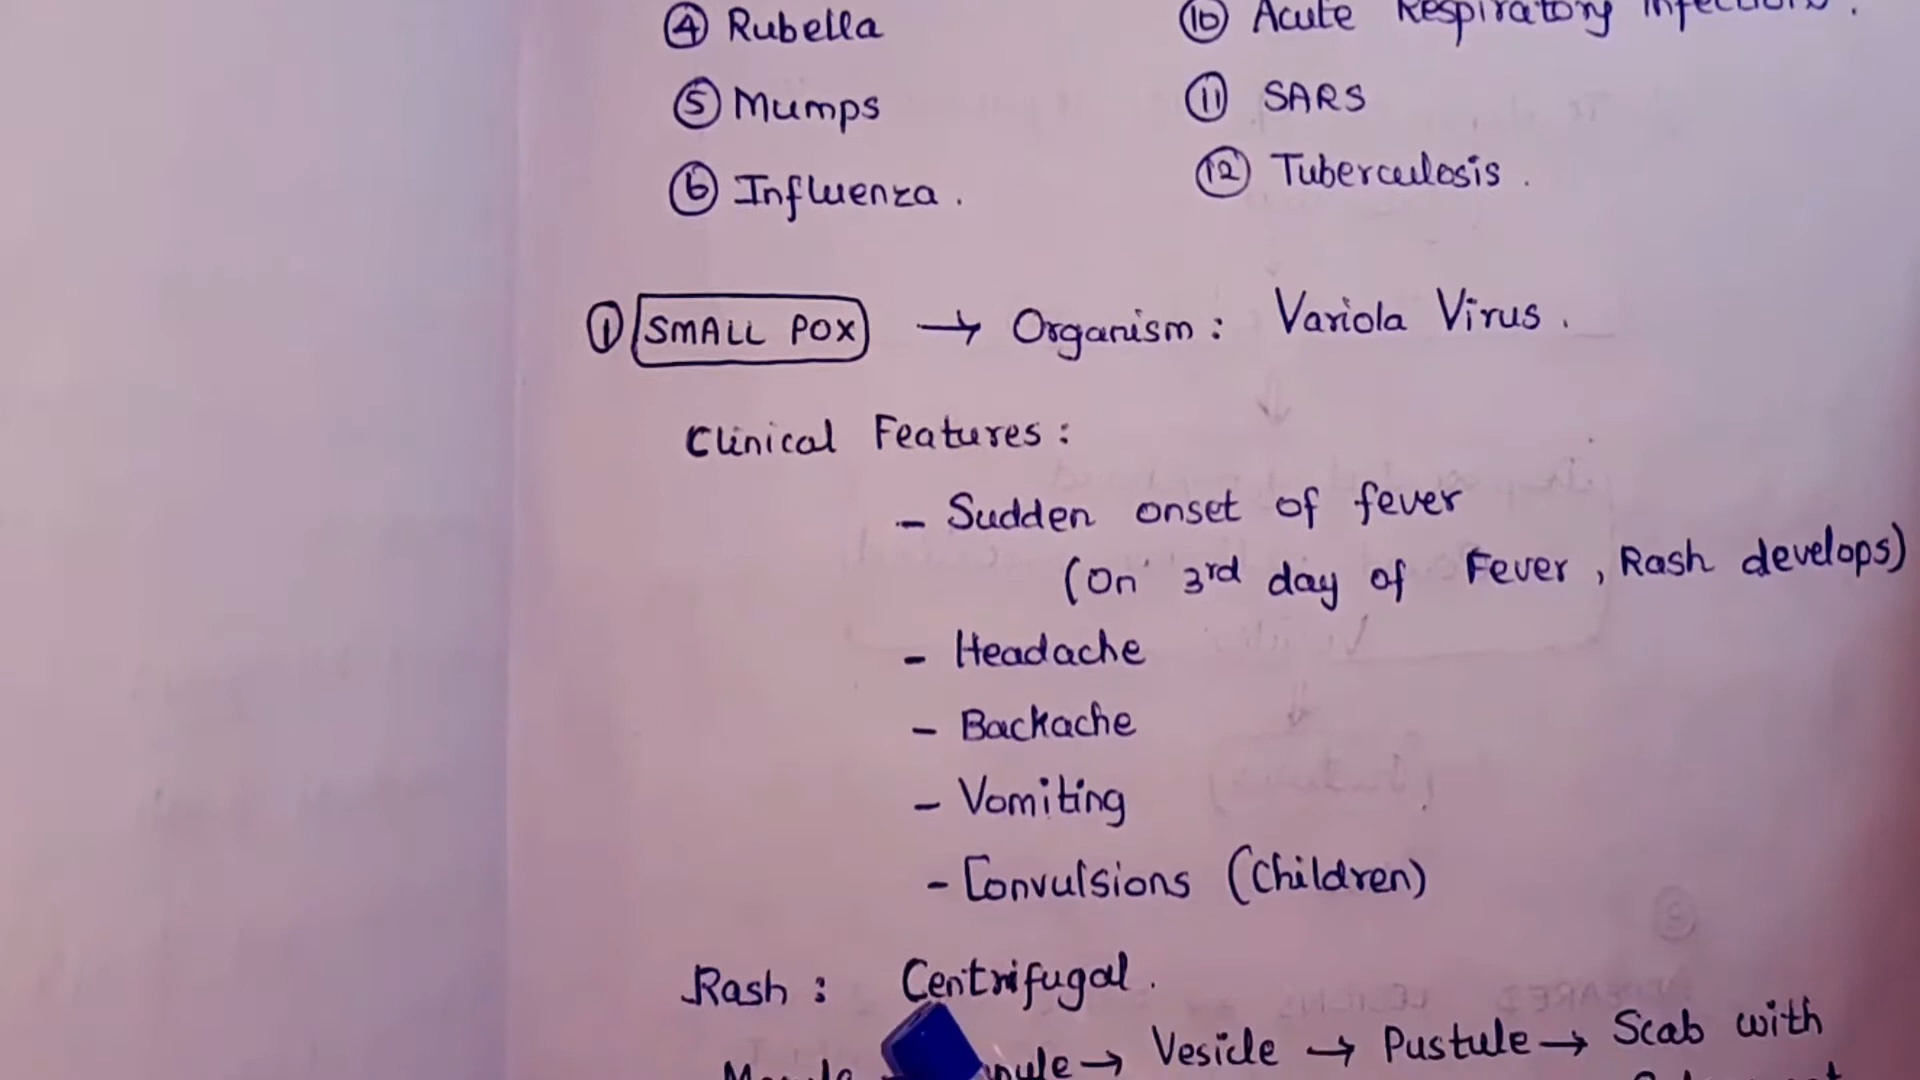 ④ Rubella
⑤ Mumps
⑥ Influenza.
⑩ Acute Respiratory Infections.
⑪ SARS
⑫ Tuberculosis.
① SMALL POX → Organism: Variola Virus.
Clinical Features:
- Sudden onset of fever
(On 3rd day of Fever, Rash develops)
- Headache
- Backache
- Vomiting
- Convulsions (Children)
Rash: Centrifugal.
→ Vesicle → Pustule → Scab with